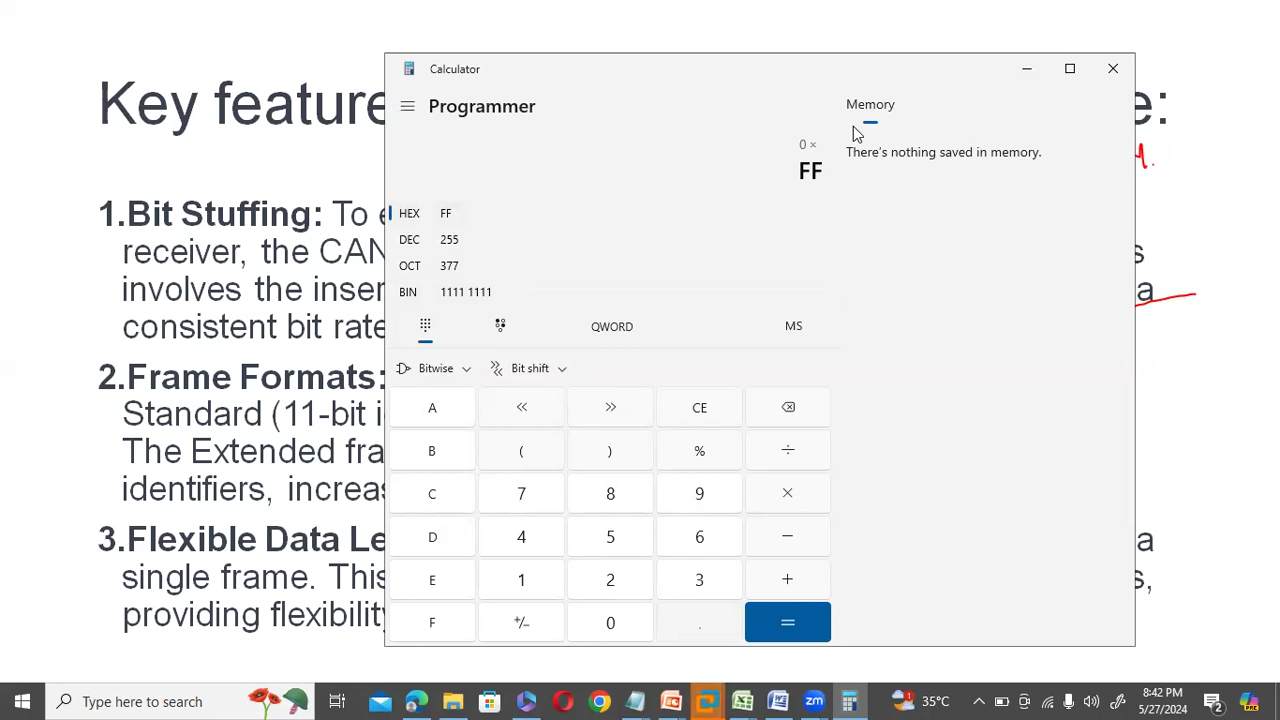 Key feature
e:
1.Bit Stuffing: To e
receiver, the CAN
s
involves the inser
a
consistent bit rate
2.Frame Formats:
Standard (11-bit i
The Extended fra
identifiers, increas
3.Flexible Data Le
a
single frame. This
s,
providing flexibility
Calculator
Programmer
Memory
There's nothing saved in memory.
0 ×
FF
HEX FF
DEC 255
OCT 377
BIN 1111 1111
QWORD MS
Bitwise Bit shift
A << >> CE
B ( ) % ÷
C 7 8 9 ×
D 4 5 6 −
E 1 2 3 +
F +/− 0 . =
Type here to search
35°C
8:42 PM
5/27/2024
2
PRE